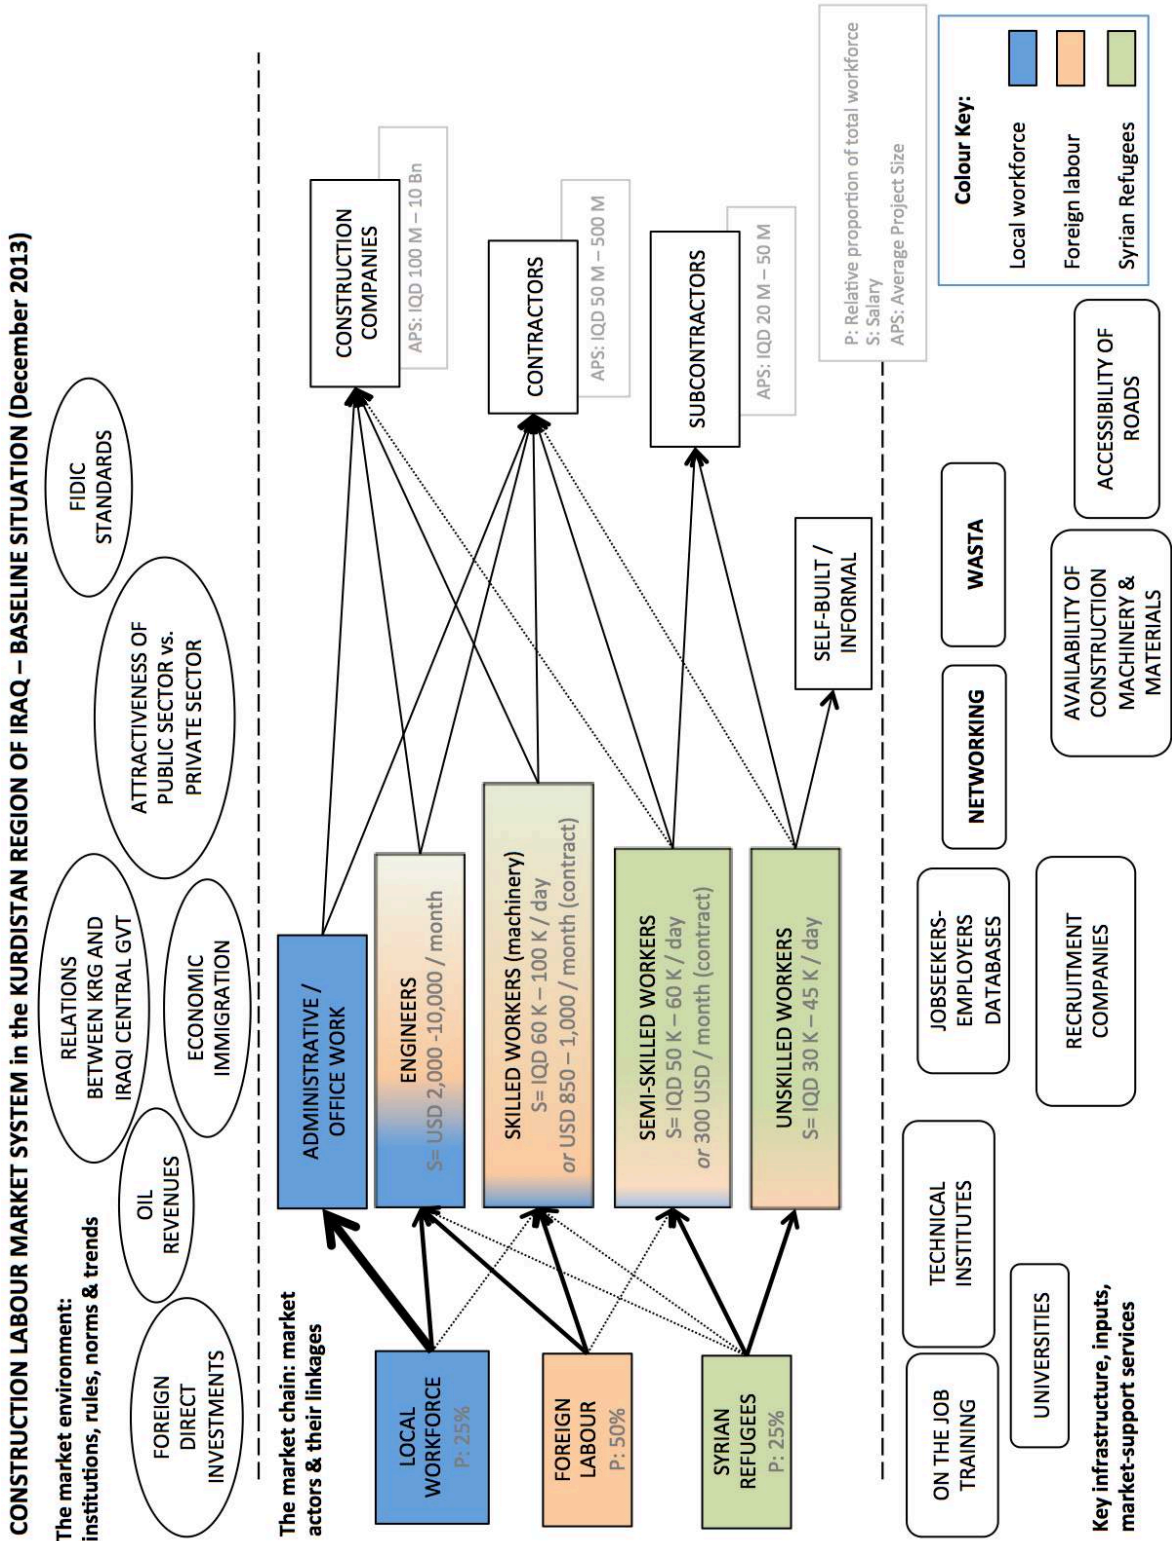 CONSTRUCTION LABOUR MARKET SYSTEM in the KURDISTAN REGION OF IRAQ – BASELINE SITUATION (December 2013)
The market environment:
institutions, rules, norms & trends
FOREIGN
DIRECT
INVESTMENTS
OIL
REVENUES
RELATIONS
BETWEEN KRG AND
IRAQI CENTRAL GVT
ECONOMIC
IMMIGRATION
ATTRACTIVENESS OF
PUBLIC SECTOR vs.
PRIVATE SECTOR
FIDIC
STANDARDS
The market chain: market
actors & their linkages
LOCAL
WORKFORCE
P: 25%
FOREIGN
LABOUR
P: 50%
SYRIAN
REFUGEES
P: 25%
ADMINISTRATIVE /
OFFICE WORK
ENGINEERS
S= USD 2,000 -10,000 / month
SKILLED WORKERS (machinery)
S= IQD 60 K – 100 K / day
or USD 850 – 1,000 / month (contract)
SEMI-SKILLED WORKERS
S= IQD 50 K – 60 K / day
or 300 USD / month (contract)
UNSKILLED WORKERS
S= IQD 30 K – 45 K / day
CONSTRUCTION
COMPANIES
APS: IQD 100 M – 10 Bn
CONTRACTORS
APS: IQD 50 M – 500 M
SUBCONTRACTORS
APS: IQD 20 M – 50 M
SELF-BUILT /
INFORMAL
P: Relative proportion of total workforce
S: Salary
APS: Average Project Size
ON THE JOB
TRAINING
TECHNICAL
INSTITUTES
UNIVERSITIES
JOBSEEKERS-
EMPLOYERS
DATABASES
RECRUITMENT
COMPANIES
NETWORKING
WASTA
AVAILABILITY OF
CONSTRUCTION
MACHINERY &
MATERIALS
ACCESSIBILITY OF
ROADS
Key infrastructure, inputs,
market-support services
Colour Key:
Local workforce
Foreign labour
Syrian Refugees